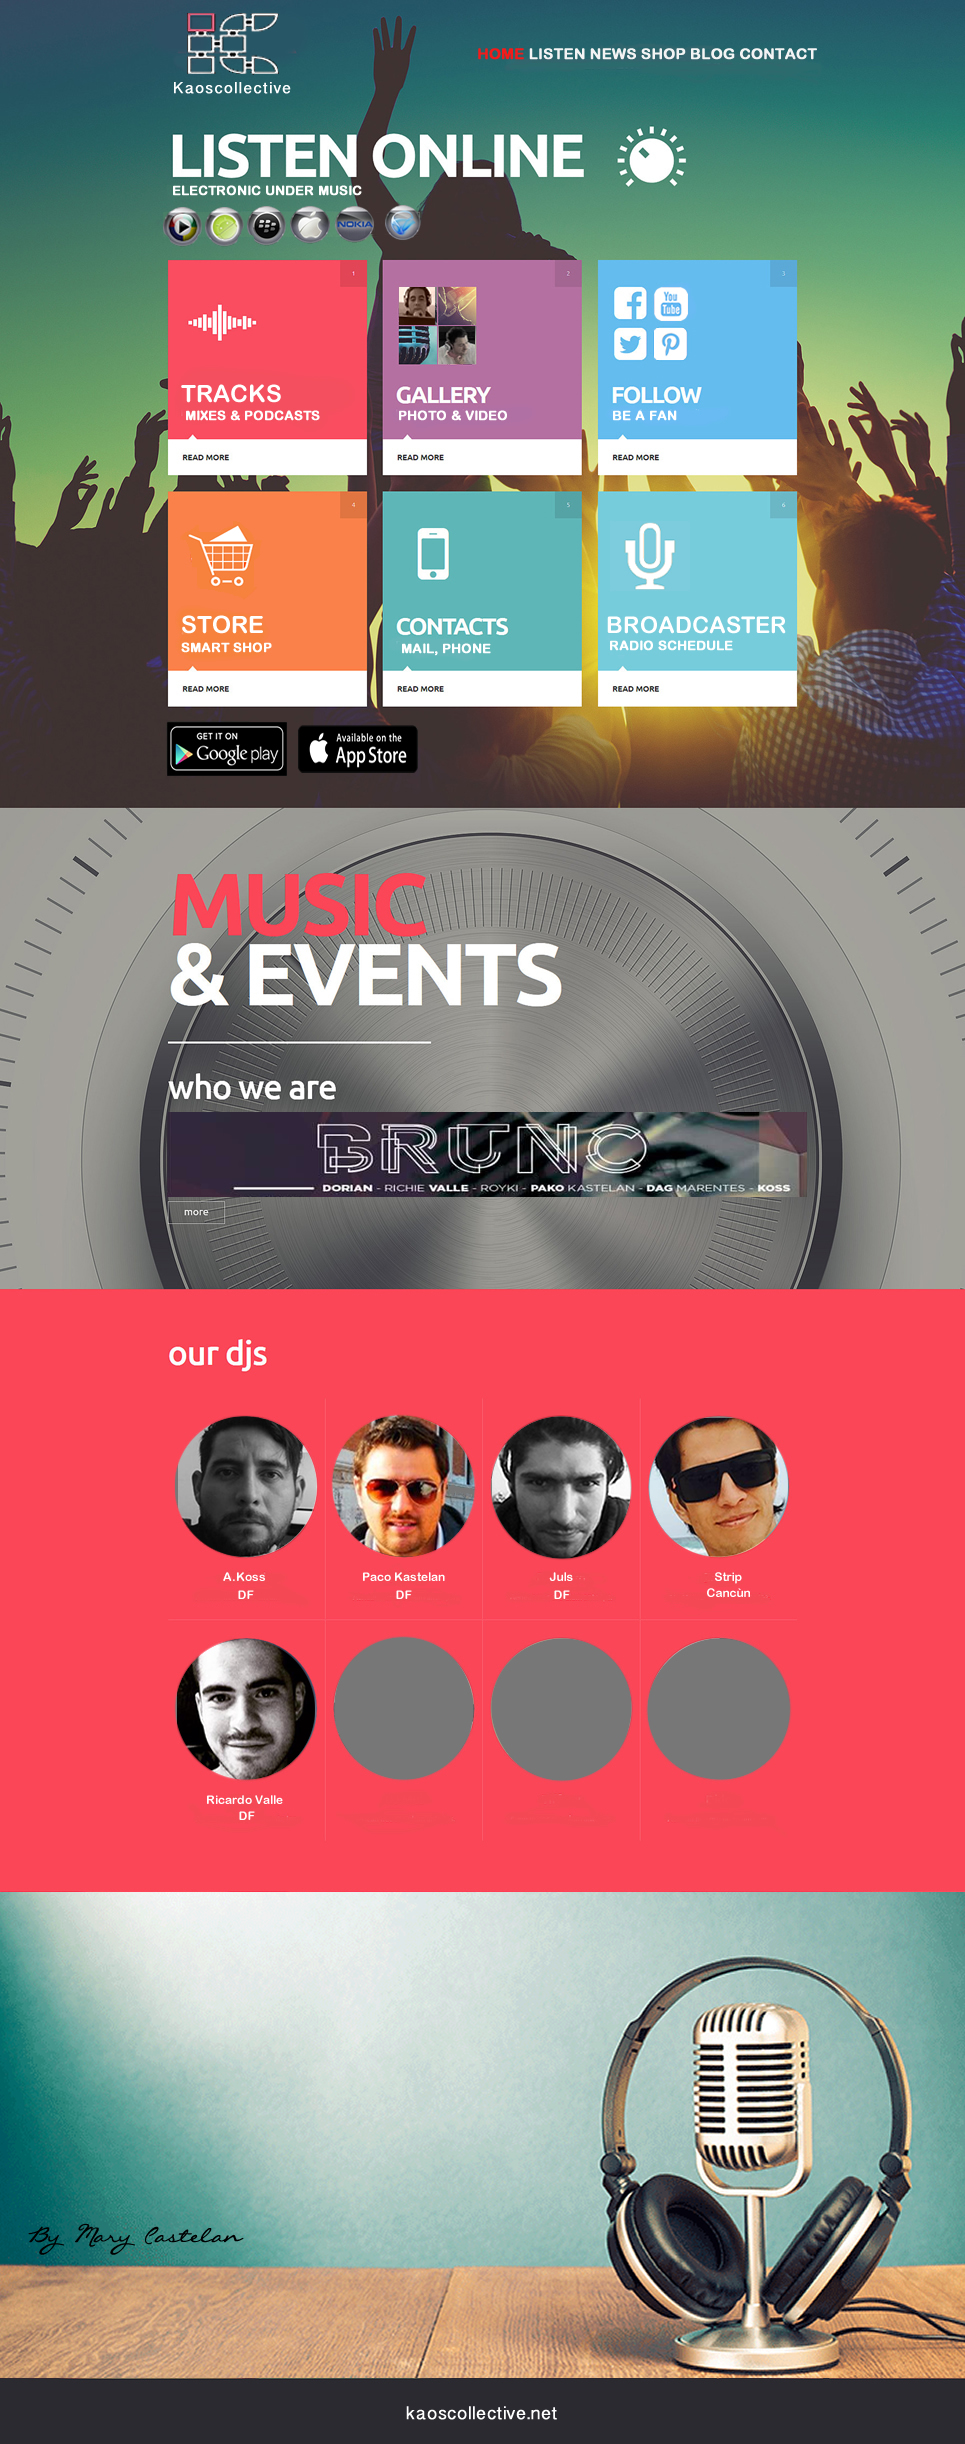 Kaoscollective
HOME LISTEN NEWS SHOP BLOG CONTACT
LISTEN ONLINE
ELECTRONIC UNDER MUSIC
NOKIA
1
TRACKS
MIXES & PODCASTS
READ MORE
2
GALLERY
PHOTO & VIDEO
READ MORE
3
You
Tube
FOLLOW
BE A FAN
READ MORE
4
STORE
SMART SHOP
READ MORE
5
CONTACTS
MAIL, PHONE
READ MORE
6
BROADCASTER
RADIO SCHEDULE
READ MORE
GET IT ON
Google play
Available on the
App Store
MUSIC
& EVENTS
who we are
BRUNO
DORIAN - RICHIE VALLE - ROYKI - PAKO KASTELAN - DAG MARENTES - KOSS
more
our djs
A.Koss
DF
Paco Kastelan
DF
Juls
DF
Strip
Cancùn
Ricardo Valle
DF
By Mary Castelan
kaoscollective.net